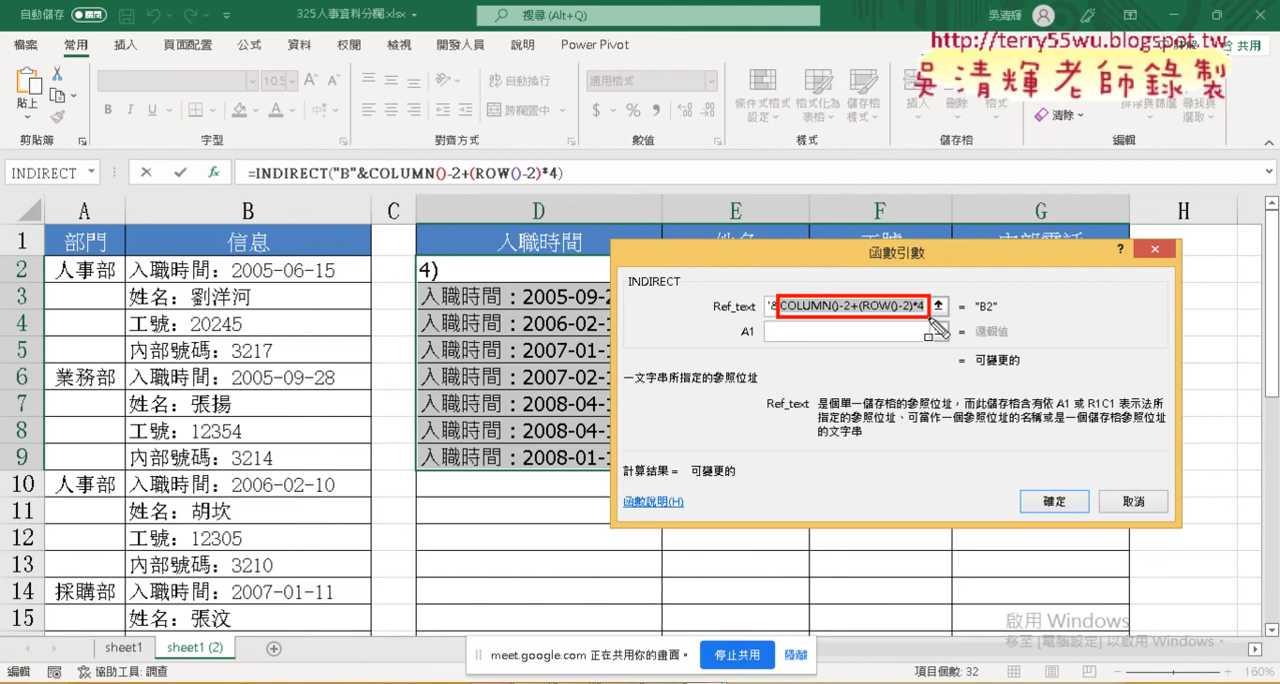 自動儲存
325人事資料分欄.xlsx
搜尋 (Alt+Q)
吳清輝
檔案 常用 插入 頁面配置 公式 資料 校閱 檢視 開發人員 說明 Power Pivot
共用
http://terry55wu.blogspot.tw
吳清輝老師錄製
貼上
10.5
B I U
自動換行
跨欄置中
通用格式
條件式格式設定
格式化為表格
儲存格樣式
插入 刪除 格式
清除
排序與篩選 尋找與選取
剪貼簿 字型 對齊方式 數值 樣式 儲存格 編輯
INDIRECT
=INDIRECT("B"&COLUMN()-2+(ROW()-2)*4)
A B C D E F G H
1 部門 信息 入職時間
2 人事部 入職時間: 2005-06-15 4)
3 姓名: 劉洋河 入職時間：2005-09-2
4 工號: 20245 入職時間：2006-02-1
5 內部號碼: 3217 入職時間：2007-01-1
6 業務部 入職時間: 2005-09-28 入職時間：2007-02-1
7 姓名: 張揚 入職時間：2008-04-1
8 工號: 12354 入職時間：2008-04-1
9 內部號碼: 3214 入職時間：2008-01-1
10 人事部 入職時間: 2006-02-10
11 姓名: 胡坎
12 工號: 12305
13 內部號碼: 3210
14 採購部 入職時間: 2007-01-11
15 姓名: 張汶
函數引數
?
INDIRECT
Ref_text '&COLUMN()-2+(ROW()-2)*4 = "B2"
A1 = 邏輯值
= 可變更的
一文字串所指定的參照位址
Ref_text 是個單一儲存格的參照位址，而此儲存格含有依 A1 或 R1C1 表示法所
指定的參照位址、可當作一個參照位址的名稱或是一個儲存格參照位址
的文字串
計算結果 = 可變更的
函數說明(H)
確定
取消
啟用 Windows
移至 [電腦設定] 以啟用 Windows。
sheet1 sheet1 (2)
meet.google.com 正在共用你的畫面。
停止共用
隱藏
編輯
協助工具: 調查
項目個數: 32
160%